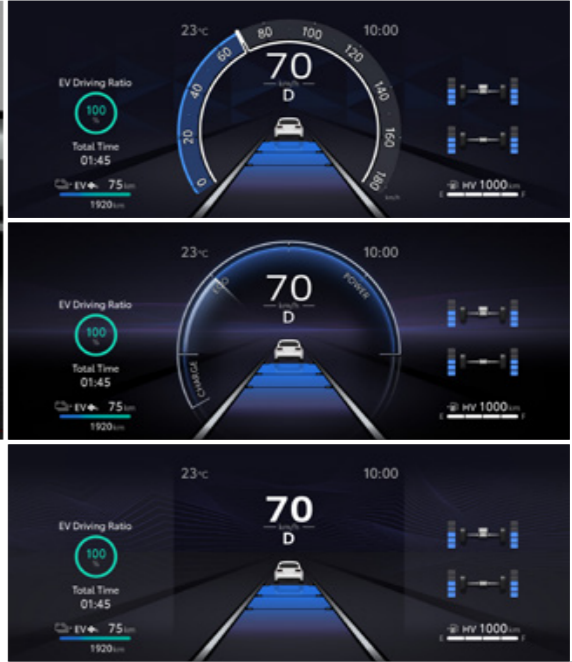 23°C
10:00
0
20
40
60
80
100
120
140
160
180
km/h
70
km/h
D
EV Driving Ratio
100
%
Total Time
01:45
EV 75km
1920km
HV 1000km
E F
23°C
10:00
CHARGE
ECO
POWER
70
km/h
D
EV Driving Ratio
100
%
Total Time
01:45
EV 75km
1920km
HV 1000km
E F
23°C
10:00
70
km/h
D
EV Driving Ratio
100
%
Total Time
01:45
EV 75km
1920km
HV 1000km
E F